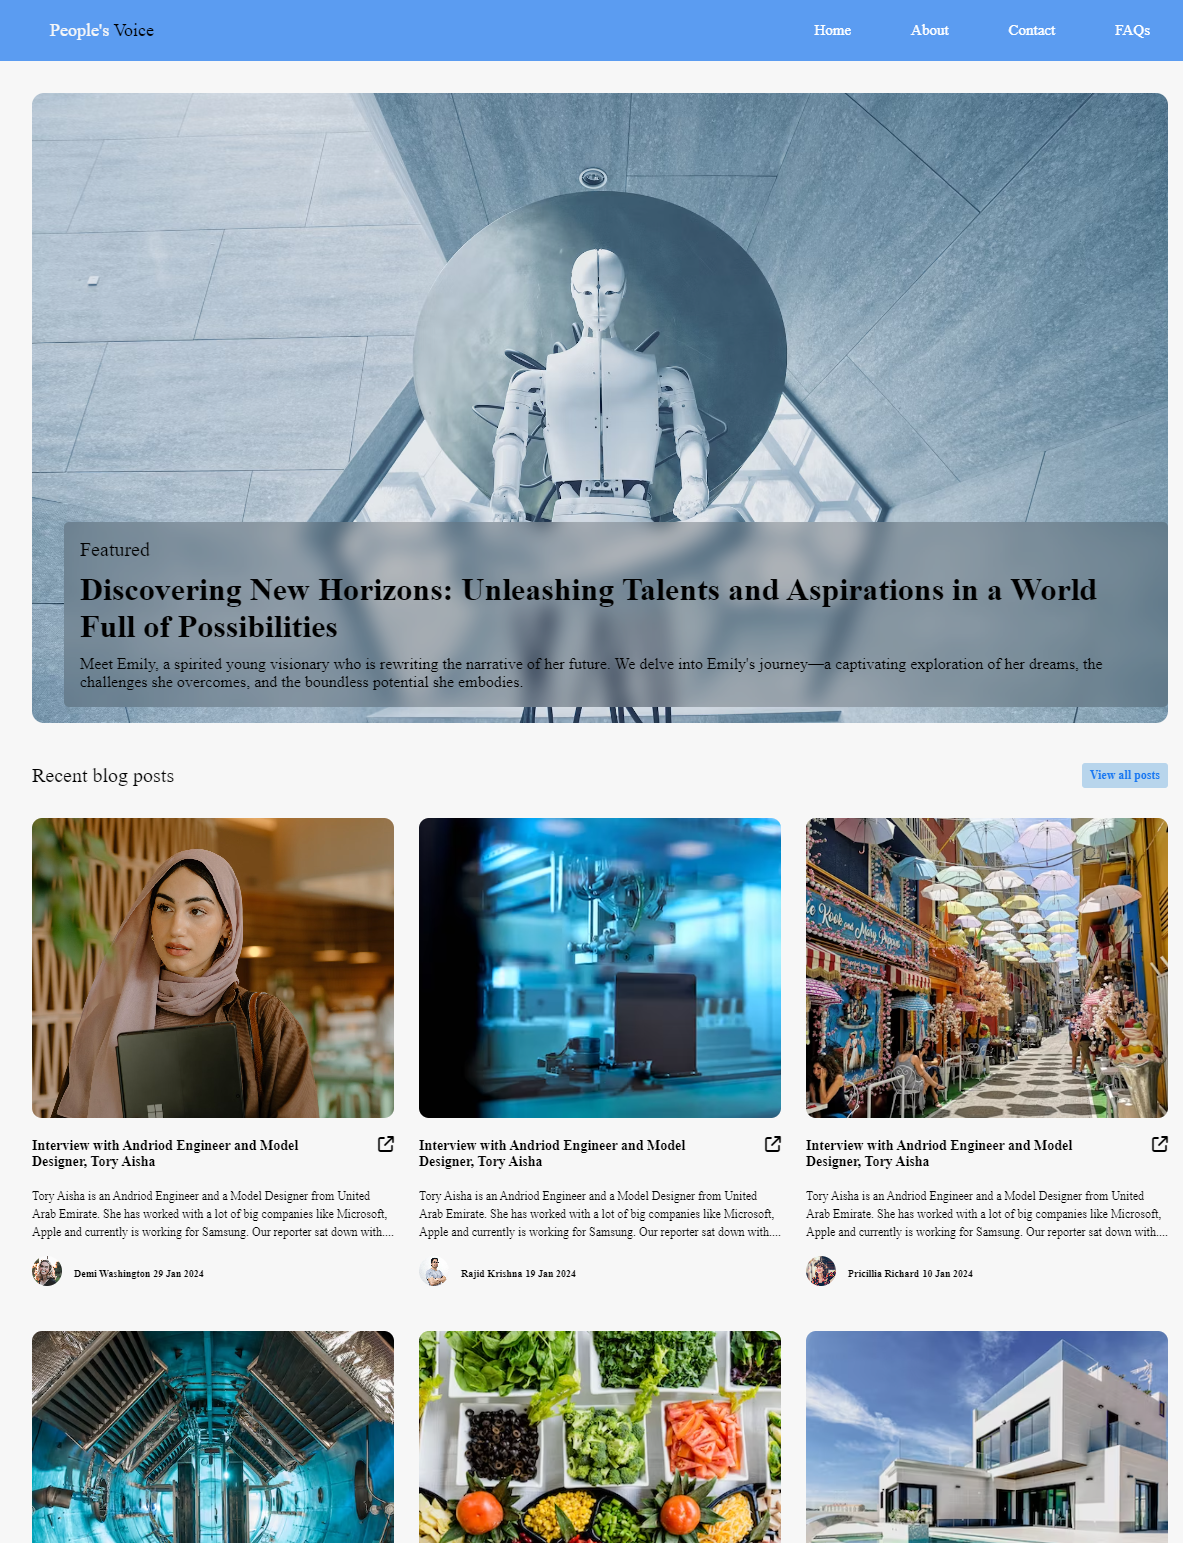 People's Voice
Home
About
Contact
FAQs
Featured
Discovering New Horizons: Unleashing Talents and Aspirations in a World
Full of Possibilities
Meet Emily, a spirited young visionary who is rewriting the narrative of her future. We delve into Emily's journey—a captivating exploration of her dreams, the
challenges she overcomes, and the boundless potential she embodies.
Recent blog posts
View all posts
Kook and Mary Poppins
Interview with Andriod Engineer and Model
Designer, Tory Aisha
Tory Aisha is an Andriod Engineer and a Model Designer from United
Arab Emirate. She has worked with a lot of big companies like Microsoft,
Apple and currently is working for Samsung. Our reporter sat down with....
Demi Washington 29 Jan 2024
Interview with Andriod Engineer and Model
Designer, Tory Aisha
Tory Aisha is an Andriod Engineer and a Model Designer from United
Arab Emirate. She has worked with a lot of big companies like Microsoft,
Apple and currently is working for Samsung. Our reporter sat down with....
Rajid Krishna 19 Jan 2024
Interview with Andriod Engineer and Model
Designer, Tory Aisha
Tory Aisha is an Andriod Engineer and a Model Designer from United
Arab Emirate. She has worked with a lot of big companies like Microsoft,
Apple and currently is working for Samsung. Our reporter sat down with....
Pricillia Richard 10 Jan 2024